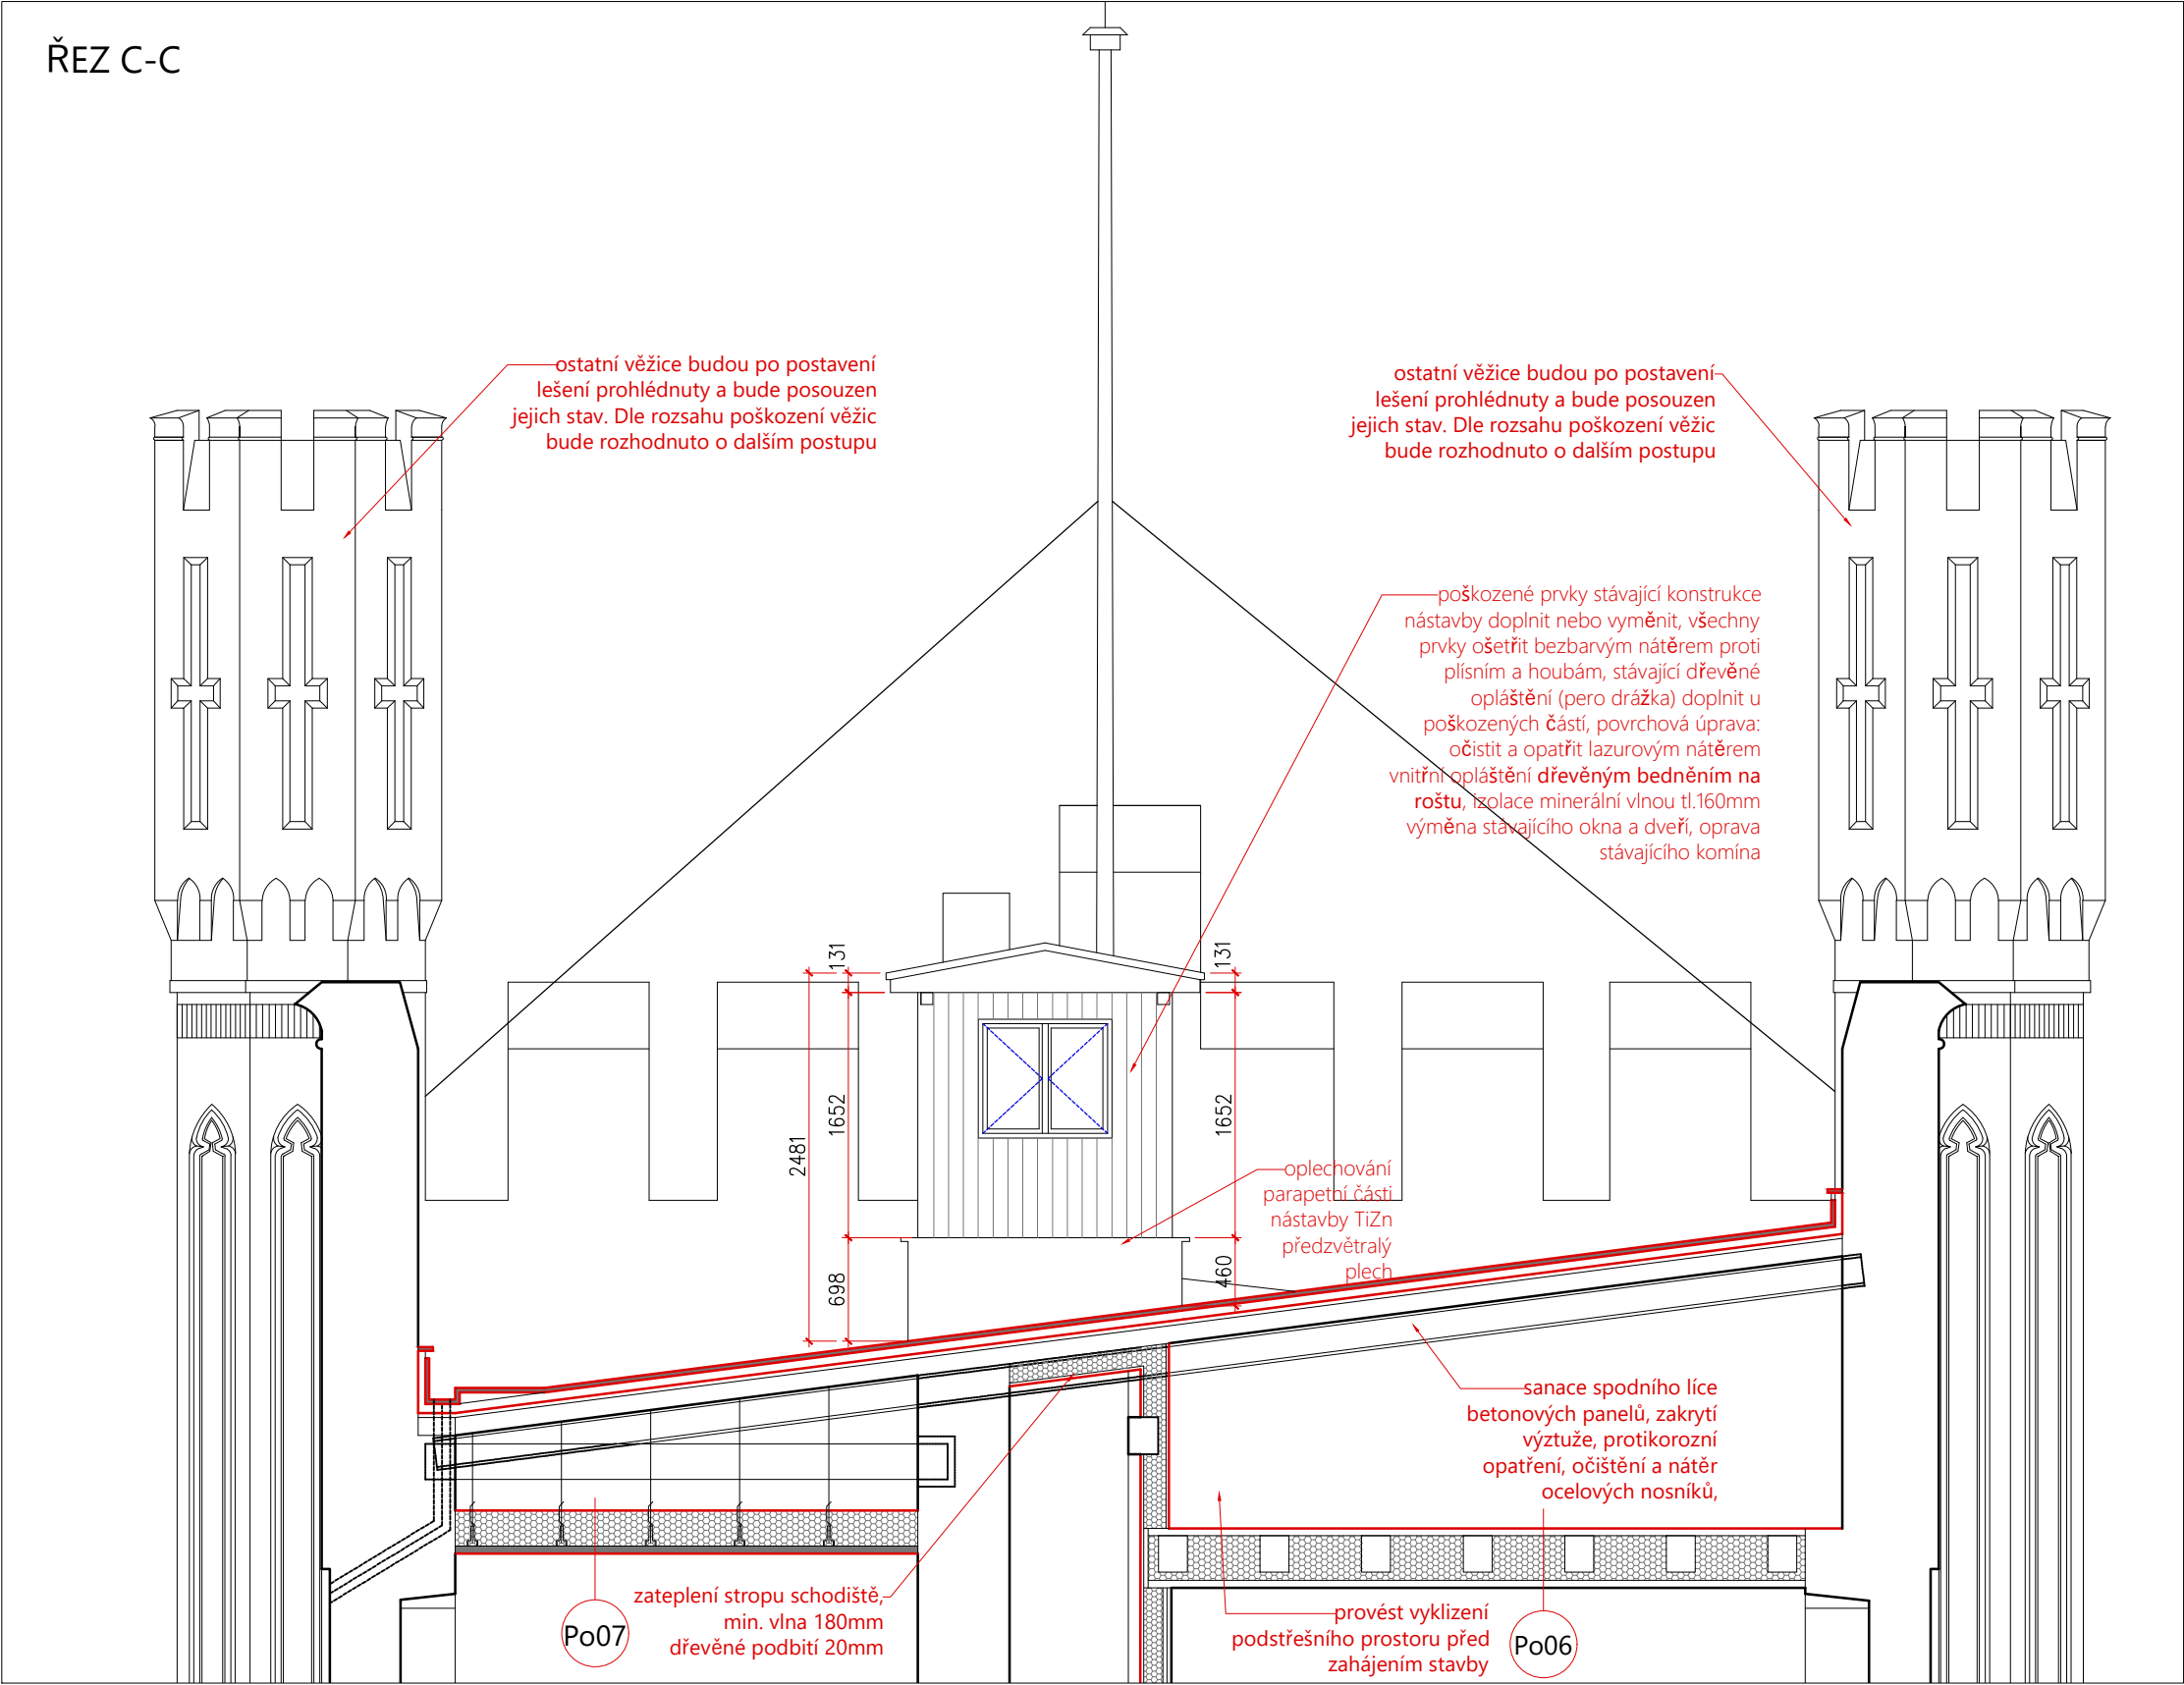 ŘEZ C-C
ostatní věžice budou po postavení
lešení prohlédnuty a bude posouzen
jejich stav. Dle rozsahu poškození věžic
bude rozhodnuto o dalším postupu
ostatní věžice budou po postavení
lešení prohlédnuty a bude posouzen
jejich stav. Dle rozsahu poškození věžic
bude rozhodnuto o dalším postupu
poškozené prvky stávající konstrukce
nástavby doplnit nebo vyměnit, všechny
prvky ošetřit bezbarvým nátěrem proti
plísním a houbám, stávající dřevěné
opláštění (pero drážka) doplnit u
poškozených částí, povrchová úprava:
očistit a opatřit lazurovým nátěrem
vnitřní opláštění dřevěným bedněním na
roštu, izolace minerální vlnou tl.160mm
výměna stávajícího okna a dveří, oprava
stávajícího komína
131
131
1652
2481
1652
698
460
oplechování
parapetní části
nástavby TiZn
předzvětralý
plech
sanace spodního líce
betonových panelů, zakrytí
výztuže, protikorozní
opatření, očištění a nátěr
ocelových nosníků,
zateplení stropu schodiště,
min. vlna 180mm
dřevěné podbití 20mm
Po07
provést vyklizení
podstřešního prostoru před
zahájením stavby
Po06